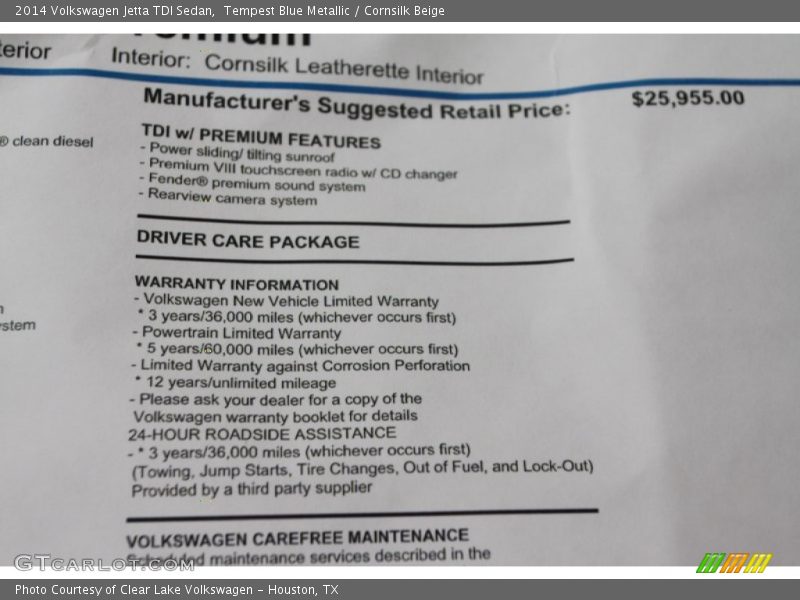 2014 Volkswagen Jetta TDI Sedan,  Tempest Blue Metallic / Cornsilk Beige
Interior:  Cornsilk Leatherette Interior
Manufacturer's Suggested Retail Price: $25,955.00
® clean diesel
TDI w/ PREMIUM FEATURES
- Power sliding/ tilting sunroof
- Premium VIII touchscreen radio w/ CD changer
- Fender® premium sound system
- Rearview camera system
DRIVER CARE PACKAGE
WARRANTY INFORMATION
- Volkswagen New Vehicle Limited Warranty
* 3 years/36,000 miles (whichever occurs first)
- Powertrain Limited Warranty
* 5 years/60,000 miles (whichever occurs first)
- Limited Warranty against Corrosion Perforation
* 12 years/unlimited mileage
- Please ask your dealer for a copy of the
Volkswagen warranty booklet for details
24-HOUR ROADSIDE ASSISTANCE
- * 3 years/36,000 miles (whichever occurs first)
(Towing, Jump Starts, Tire Changes, Out of Fuel, and Lock-Out)
Provided by a third party supplier
VOLKSWAGEN CAREFREE MAINTENANCE
Scheduled maintenance services described in the
GTcarlot.com
Photo Courtesy of Clear Lake Volkswagen - Houston, TX